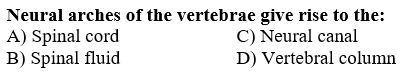 Neural arches of the vertebrae give rise to the:
A) Spinal cord C) Neural canal
B) Spinal fluid D) Vertebral column